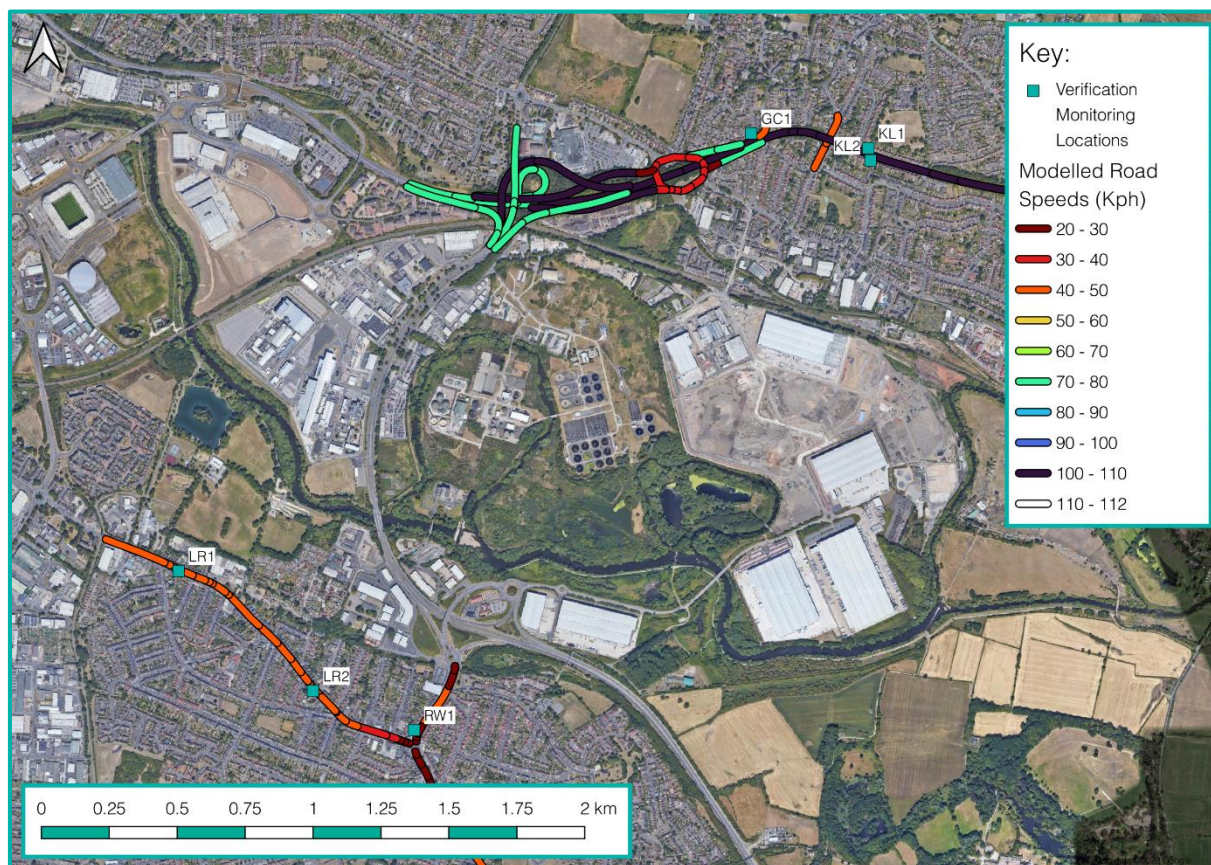 GC1
KL1
KL2
LR1
LR2
RW1
Key:
Verification
Monitoring
Locations
Modelled Road
Speeds (Kph)
20 - 30
30 - 40
40 - 50
50 - 60
60 - 70
70 - 80
80 - 90
90 - 100
100 - 110
110 - 112
0 0.25 0.5 0.75 1 1.25 1.5 1.75 2 km